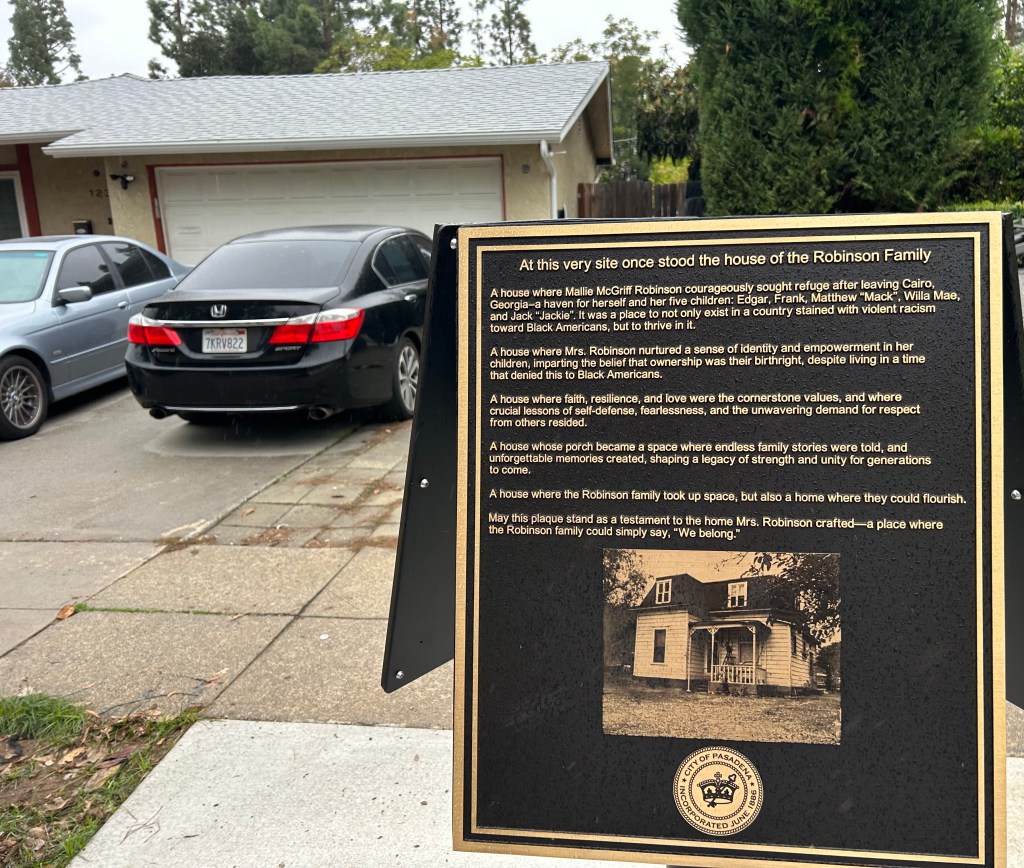 At this very site once stood the house of the Robinson Family
A house where Mallie McGriff Robinson courageously sought refuge after leaving Cairo,
Georgia–a haven for herself and her five children: Edgar, Frank, Matthew "Mack", Willa Mae,
and Jack "Jackie". It was a place to not only exist in a country stained with violent racism
toward Black Americans, but to thrive in it.
A house where Mrs. Robinson nurtured a sense of identity and empowerment in her
children, imparting the belief that ownership was their birthright, despite living in a time
that denied this to Black Americans.
A house where faith, resilience, and love were the cornerstone values, and where
crucial lessons of self-defense, fearlessness, and the unwavering demand for respect
from others resided.
A house whose porch became a space where endless family stories were told, and
unforgettable memories created, shaping a legacy of strength and unity for generations
to come.
A house where the Robinson family took up space, but also a home where they could flourish.
May this plaque stand as a testament to the home Mrs. Robinson crafted—a place where
the Robinson family could simply say, "We belong."
CITY OF PASADENA
INCORPORATED JUNE 1886
7KRV822
SPORT